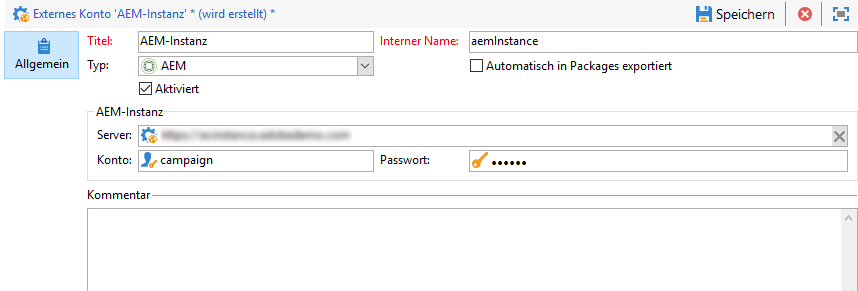 Externes Konto 'AEM-Instanz' * (wird erstellt) * Speichern
Allgemein
Titel: AEM-Instanz Interner Name: aemInstance
Typ: AEM Automatisch in Packages exportiert
Aktiviert
AEM-Instanz
Server:
Konto: campaign Passwort: ••••••
Kommentar